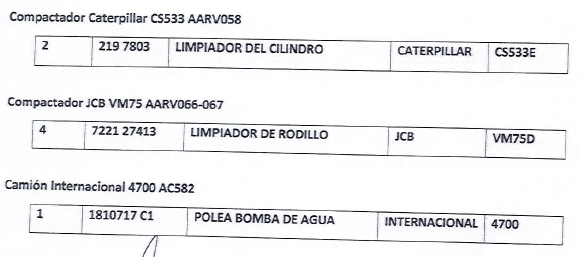 Compactador Caterpillar CS533 AARV058
2 219 7803 LIMPIADOR DEL CILINDRO CATERPILLAR CS533E
Compactador JCB VM75 AARV066-067
4 7221 27413 LIMPIADOR DE RODILLO JCB VM75D
Camión Internacional 4700 AC582
1 1810717 C1 POLEA BOMBA DE AGUA INTERNACIONAL 4700